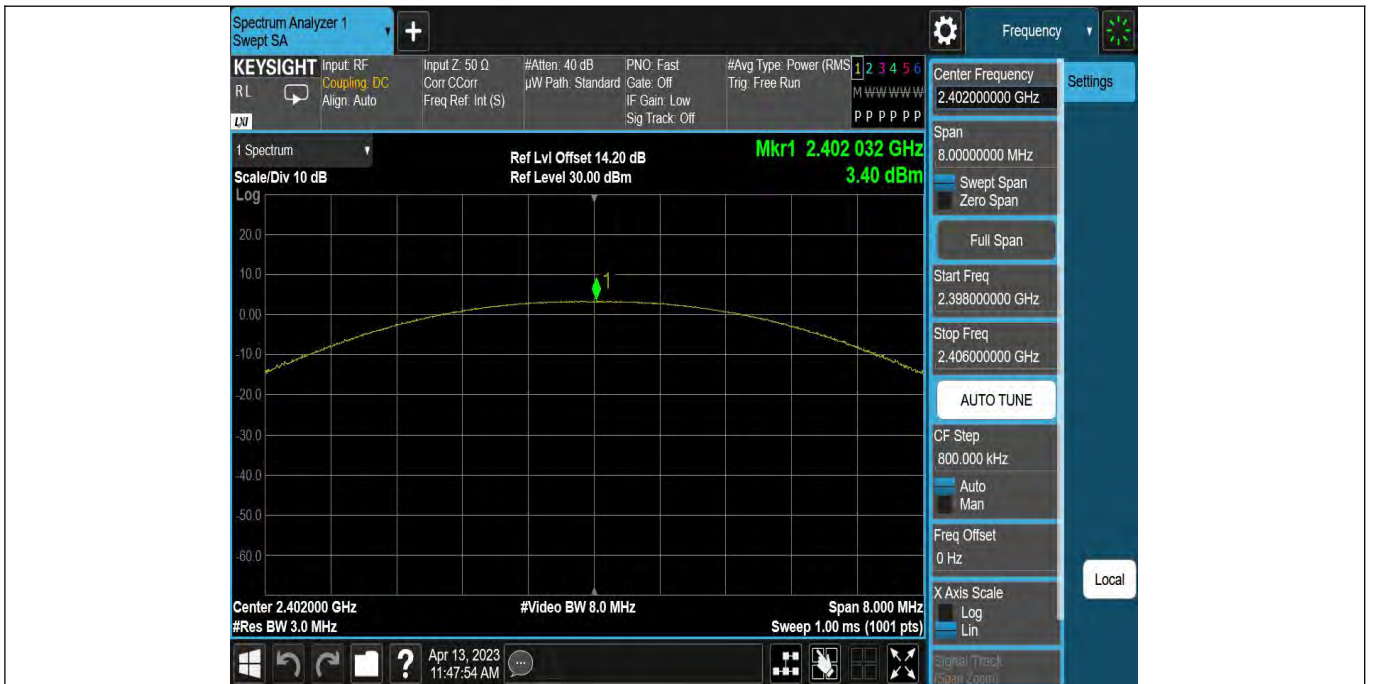 Spectrum Analyzer 1
Swept SA
+
Frequency
KEYSIGHT
RL
LXI
Input: RF
Coupling: DC
Align: Auto
Input Z: 50 Ω
Corr CCorr
Freq Ref: Int (S)
#Atten: 40 dB
µW Path: Standard
PNO: Fast
Gate: Off
IF Gain: Low
Sig Track: Off
#Avg Type: Power (RMS
Trig: Free Run
1 2 3 4 5 6
M W W W W W
P P P P P P
1 Spectrum
Scale/Div 10 dB
Ref Lvl Offset 14.20 dB
Ref Level 30.00 dBm
Mkr1 2.402 032 GHz
3.40 dBm
Log
20.0
10.0
0.00
-10.0
-20.0
-30.0
-40.0
-50.0
-60.0
1
Center 2.402000 GHz
#Video BW 8.0 MHz
Span 8.000 MHz
#Res BW 3.0 MHz
Sweep 1.00 ms (1001 pts)
?
Apr 13, 2023
11:47:54 AM
Center Frequency
2.402000000 GHz
Settings
Span
8.00000000 MHz
Swept Span
Zero Span
Full Span
Start Freq
2.398000000 GHz
Stop Freq
2.406000000 GHz
AUTO TUNE
CF Step
800.000 kHz
Auto
Man
Freq Offset
0 Hz
X Axis Scale
Log
Lin
Signal Track
(Span Zoom)
Local